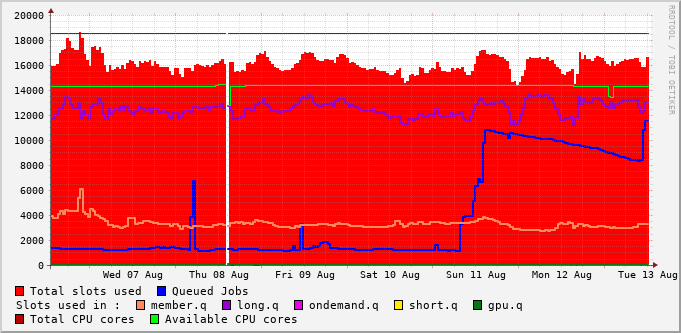 20000
18000
16000
14000
12000
10000
8000
6000
4000
2000
0
Wed 07 Aug Thu 08 Aug Fri 09 Aug Sat 10 Aug Sun 11 Aug Mon 12 Aug Tue 13 Aug
RRDTOOL / TOBI OETIKER
Total slots used Queued Jobs
Slots used in : member.q long.q ondemand.q short.q gpu.q
Total CPU cores Available CPU cores